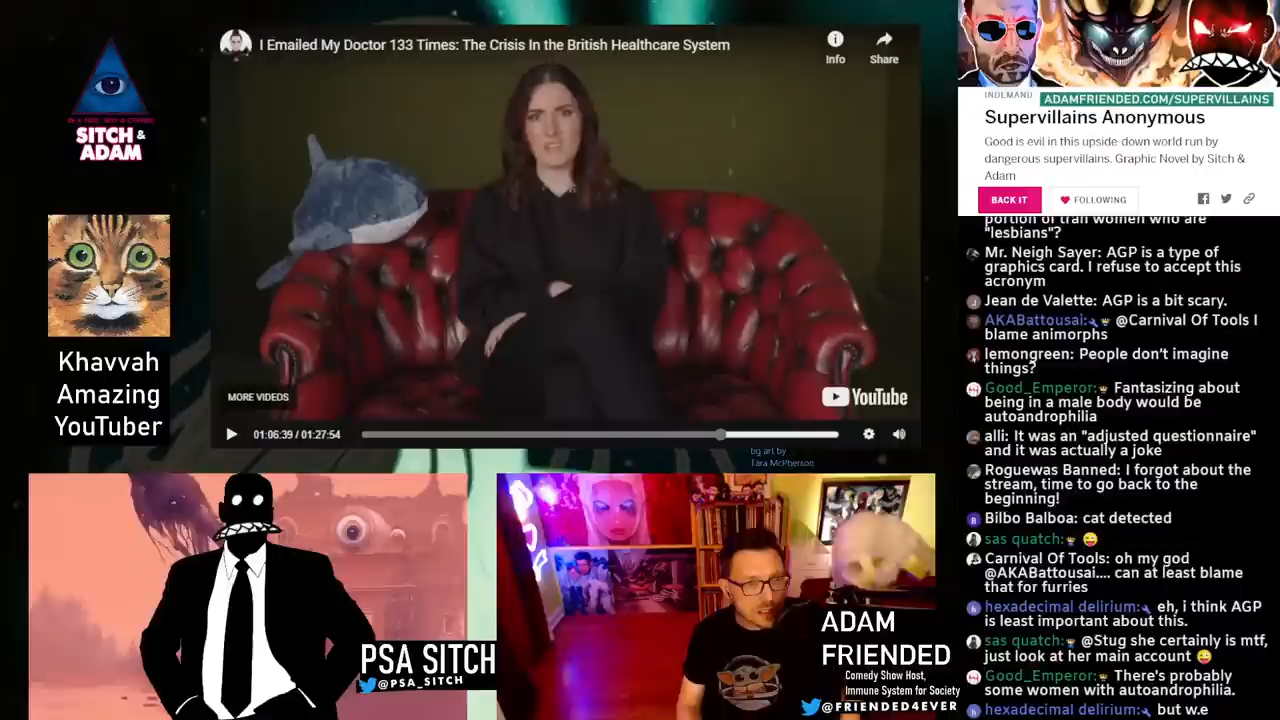 I Emailed My Doctor 133 Times: The Crisis In the British Healthcare System
Info
Share
SITCH &
ADAM
Khavvah
Amazing
YouTuber
MORE VIDEOS
YouTube
01:06:39 / 01:27:54
bg art by
Tara McPherson
PSA SITCH
@PSA_SITCH
ADAM
FRIENDED
Comedy Show Host,
Immune System for Society
@FRIENDED4EVER
INDEMAND
ADAMFRIENDED.COM/SUPERVILLAINS
Supervillains Anonymous
Good is evil in this upside-down world run by
dangerous supervillains. Graphic Novel by Sitch &
Adam
BACK IT
FOLLOWING
portion of tran women who are
"lesbians"?
Mr. Neigh Sayer: AGP is a type of
graphics card. I refuse to accept this
acronym
Jean de Valette: AGP is a bit scary.
AKABattousai: @Carnival Of Tools I
blame animorphs
lemongreen: People don’t imagine
things?
Good_Emperor: Fantasizing about
being in a male body would be
autoandrophilia
alli: It was an "adjusted questionnaire"
and it was actually a joke
Roguewas Banned: I forgot about the
stream, time to go back to the
beginning!
Bilbo Balboa: cat detected
sas quatch: 😜
Carnival Of Tools: oh my god
@AKABattousai.... can at least blame
that for furries
hexadecimal delirium: eh, i think AGP
is least important about this.
sas quatch: @Stug she certainly is mtf,
just look at her main account 😜
Good_Emperor: There's probably
some women with autoandrophilia.
hexadecimal delirium: but w.e